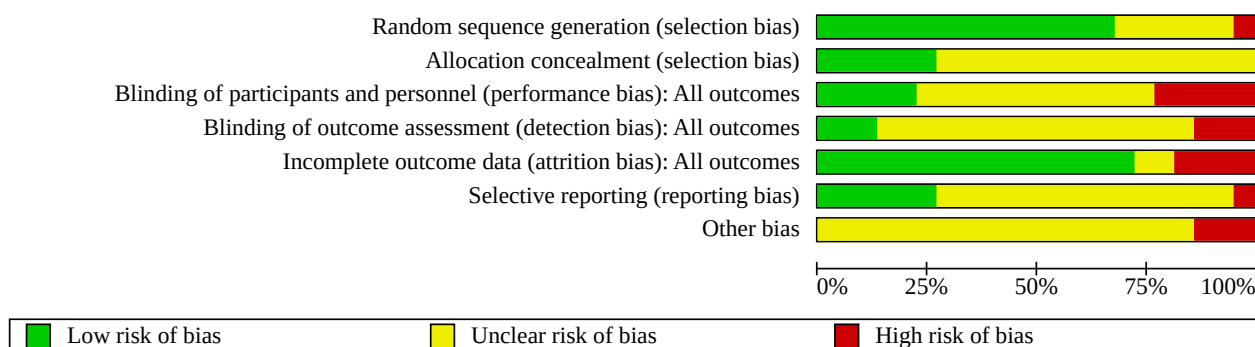 Random sequence generation (selection bias)
Allocation concealment (selection bias)
Blinding of participants and personnel (performance bias): All outcomes
Blinding of outcome assessment (detection bias): All outcomes
Incomplete outcome data (attrition bias): All outcomes
Selective reporting (reporting bias)
Other bias
0% 25% 50% 75% 100%
Low risk of bias Unclear risk of bias High risk of bias